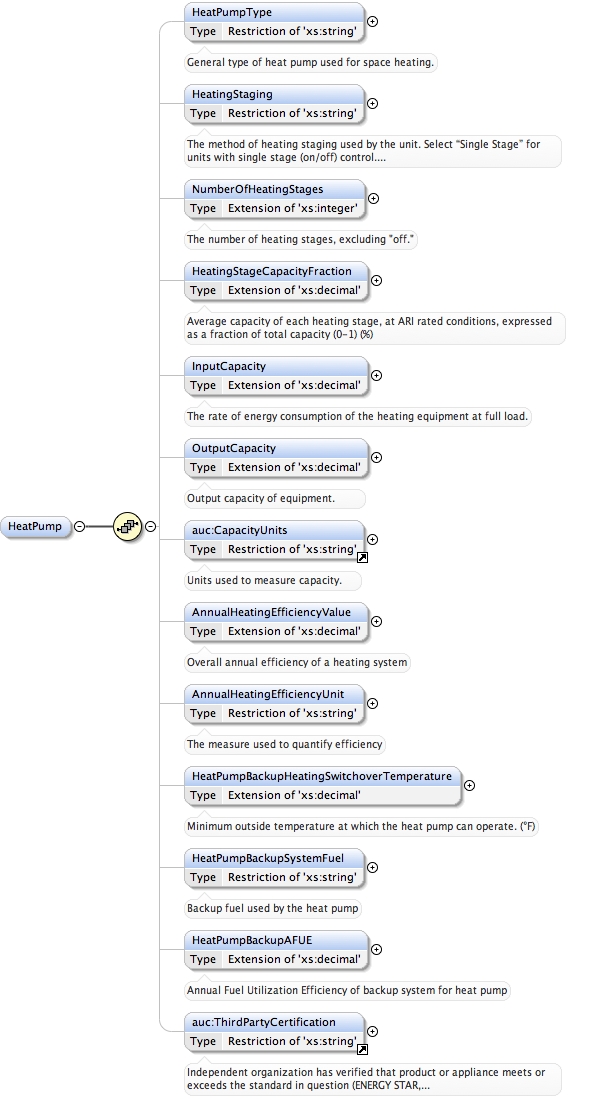 HeatPumpType
Type Restriction of 'xs:string'
General type of heat pump used for space heating.
HeatingStaging
Type Restriction of 'xs:string'
The method of heating staging used by the unit. Select “Single Stage” for
units with single stage (on/off) control....
NumberOfHeatingStages
Type Extension of 'xs:integer'
The number of heating stages, excluding "off."
HeatingStageCapacityFraction
Type Extension of 'xs:decimal'
Average capacity of each heating stage, at ARI rated conditions, expressed
as a fraction of total capacity (0-1) (%)
InputCapacity
Type Extension of 'xs:decimal'
The rate of energy consumption of the heating equipment at full load.
OutputCapacity
Type Extension of 'xs:decimal'
Output capacity of equipment.
HeatPump
auc:CapacityUnits
Type Restriction of 'xs:string'
Units used to measure capacity.
AnnualHeatingEfficiencyValue
Type Extension of 'xs:decimal'
Overall annual efficiency of a heating system
AnnualHeatingEfficiencyUnit
Type Restriction of 'xs:string'
The measure used to quantify efficiency
HeatPumpBackupHeatingSwitchoverTemperature
Type Extension of 'xs:decimal'
Minimum outside temperature at which the heat pump can operate. (°F)
HeatPumpBackupSystemFuel
Type Restriction of 'xs:string'
Backup fuel used by the heat pump
HeatPumpBackupAFUE
Type Extension of 'xs:decimal'
Annual Fuel Utilization Efficiency of backup system for heat pump
auc:ThirdPartyCertification
Type Restriction of 'xs:string'
Independent organization has verified that product or appliance meets or
exceeds the standard in question (ENERGY STAR,...